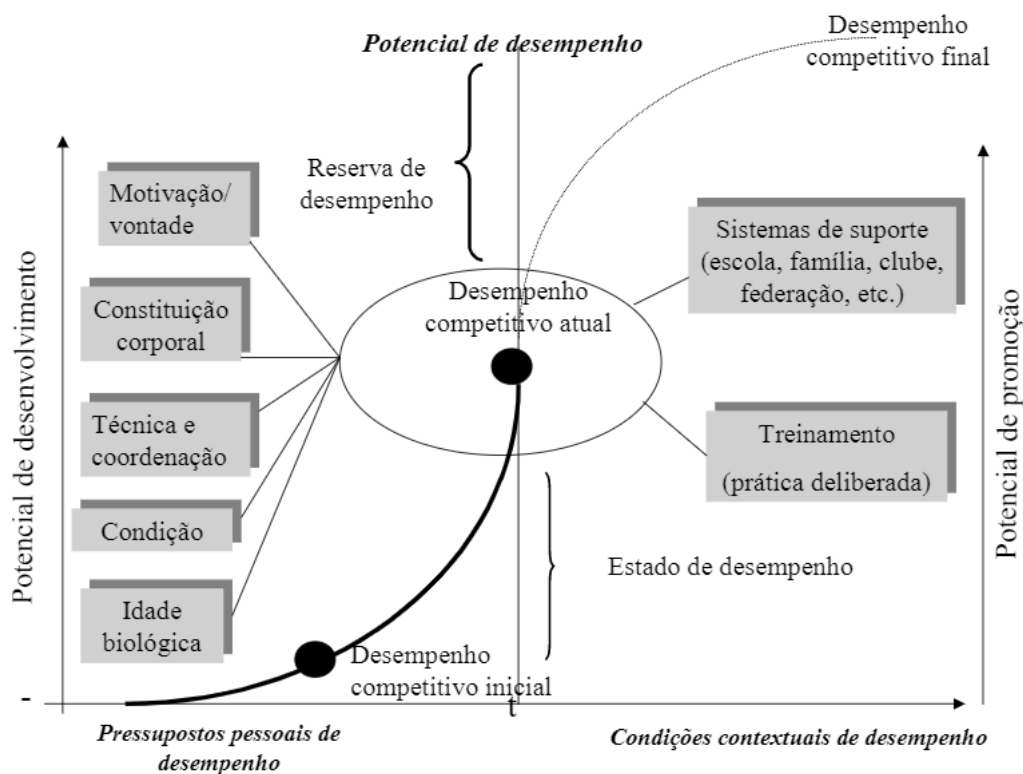 Potencial de desempenho
Desempenho
competitivo final
Reserva de
desempenho
Motivação/
vontade
Constituição
corporal
Técnica e
coordenação
Condição
Idade
biológica
Potencial de desenvolvimento
Desempenho
competitivo atual
Sistemas de suporte
(escola, família, clube,
federação, etc.)
Treinamento
(prática deliberada)
Potencial de promoção
Estado de desempenho
Desempenho
competitivo inicial
-
t
Pressupostos pessoais de
desempenho
Condições contextuais de desempenho